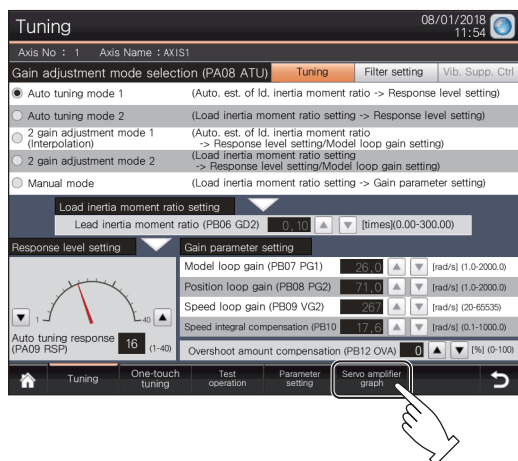 Tuning
08/01/2018
11:54
Axis No : 1 Axis Name : AXIS1
Gain adjustment mode selection (PA08 ATU) Tuning Filter setting Vib. Supp. Ctrl
Auto tuning mode 1 (Auto. est. of ld. inertia moment ratio -> Response level setting)
Auto tuning mode 2 (Load inertia moment ratio setting -> Response level setting)
2 gain adjustment mode 1 (Auto. est. of ld. inertia moment ratio
(Interpolation) -> Response level setting/Model loop gain setting)
2 gain adjustment mode 2 (Load inertia moment ratio setting
-> Response level setting/Model loop gain setting)
Manual mode (Load inertia moment ratio setting -> Gain parameter setting)
Load inertia moment ratio setting
Load inertia moment ratio (PB06 GD2) 0.10 [times](0.00-300.00)
Response level setting Gain parameter setting
Model loop gain (PB07 PG1) 26.0 [rad/s] (1.0-2000.0)
Position loop gain (PB08 PG2) 71.0 [rad/s] (1.0-2000.0)
Speed loop gain (PB09 VG2) 267 [rad/s] (20-65535)
1 40
Speed integral compensation (PB10 17.6 [rad/s] (0.1-1000.0)
Auto tuning response
(PA09 RSP) 16 (1-40)
Overshoot amount compensation (PB12 OVA) 0 [%] (0-100)
Tuning One-touch tuning Test operation Parameter setting Servo amplifier graph